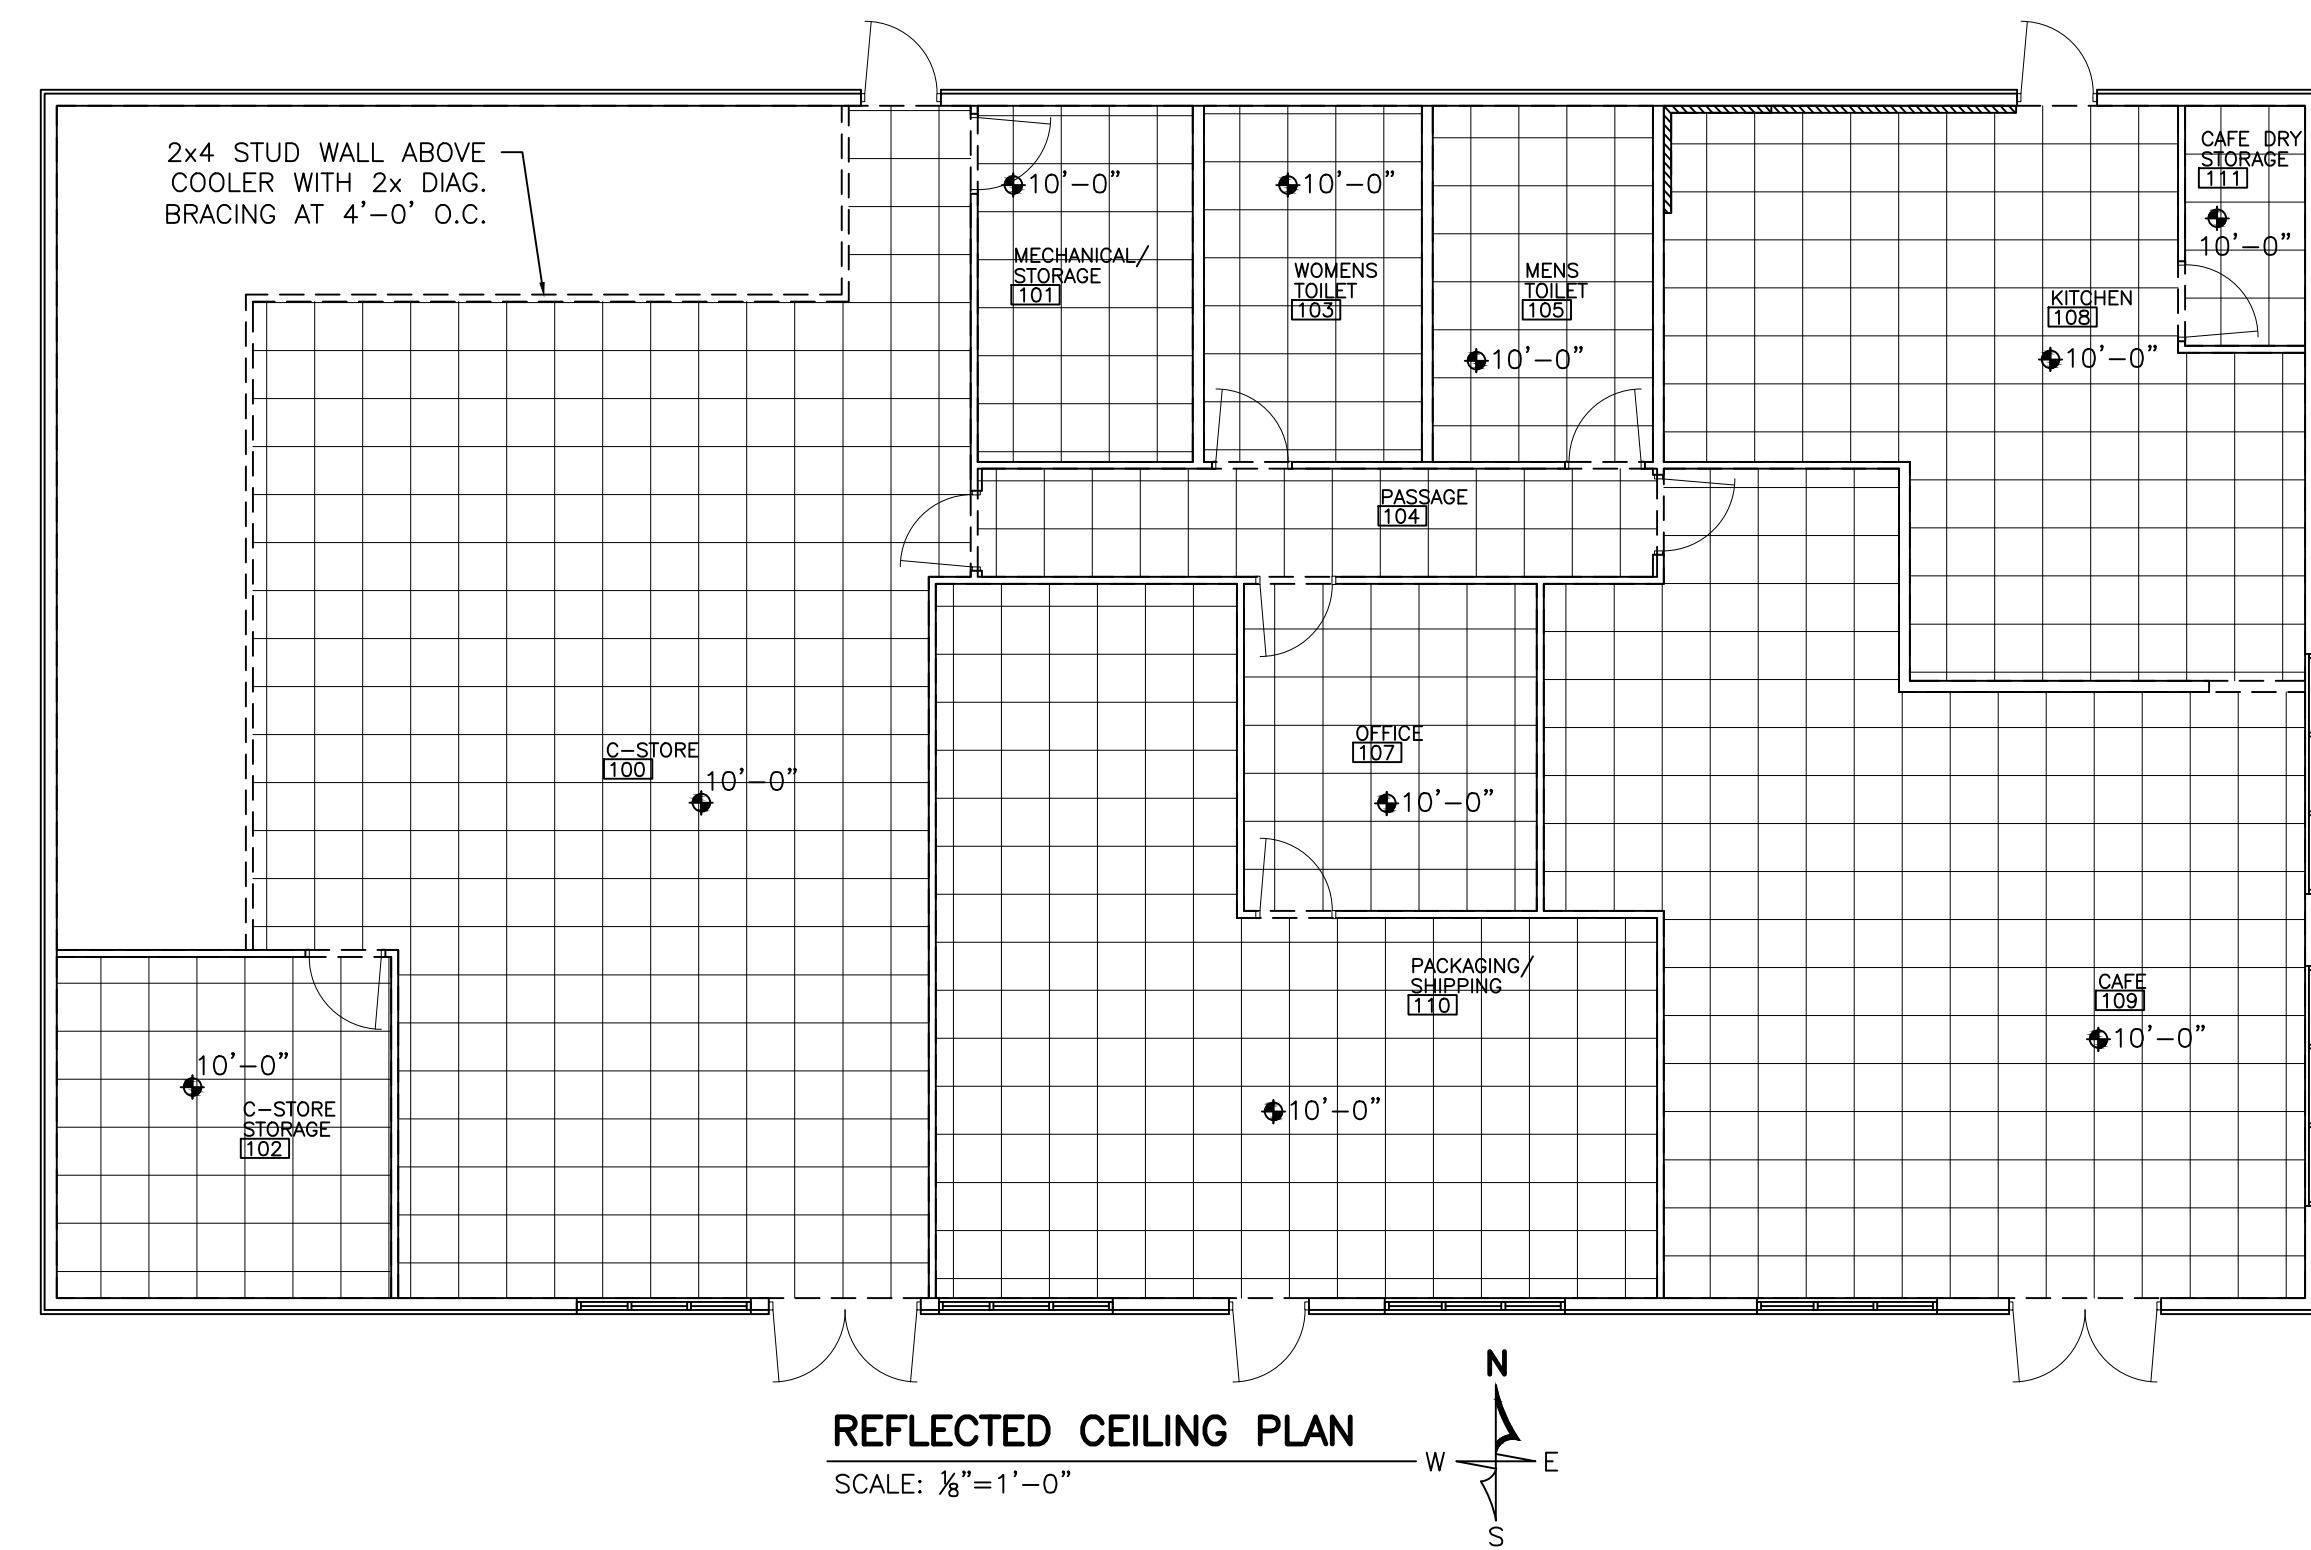 2x4 STUD WALL ABOVE
COOLER WITH 2x DIAG.
BRACING AT 4'-0' O.C.
10'-0"
MECHANICAL/
STORAGE
101
10'-0"
WOMENS
TOILET
103
MENS
TOILET
105
10'-0"
KITCHEN
108
10'-0"
CAFE DRY
STORAGE
111
10'-0"
PASSAGE
104
C-STORE
100
10'-0"
OFFICE
107
10'-0"
PACKAGING/
SHIPPING
110
10'-0"
CAFE
109
10'-0"
10'-0"
C-STORE
STORAGE
102
REFLECTED CEILING PLAN
SCALE: ⅛"=1'-0"
N
W
E
S